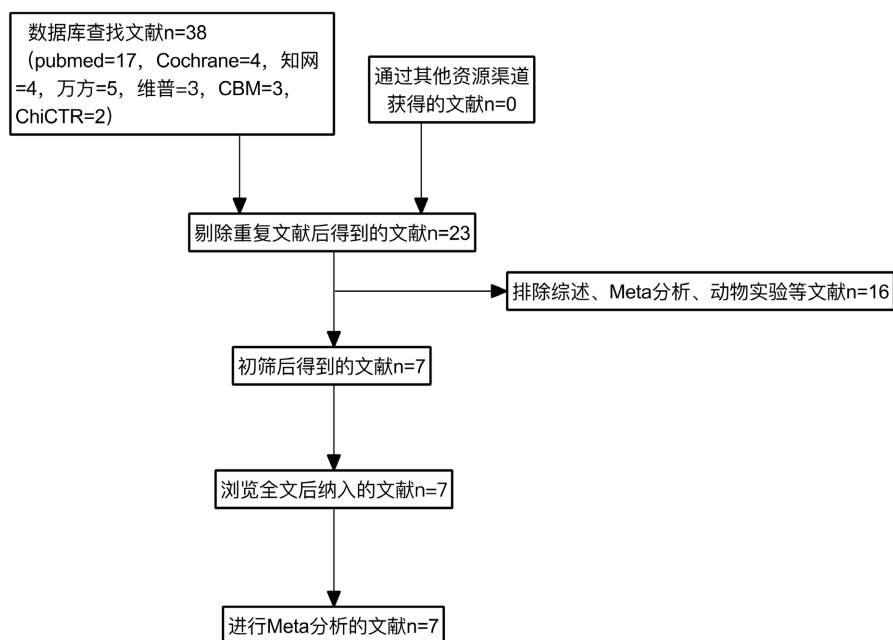 数据库查找文献n=38
（pubmed=17，Cochrane=4，知网
=4，万方=5，维普=3，CBM=3，
ChiCTR=2）
通过其他资源渠道
获得的文献n=0
剔除重复文献后得到的文献n=23
排除综述、Meta分析、动物实验等文献n=16
初筛后得到的文献n=7
浏览全文后纳入的文献n=7
进行Meta分析的文献n=7